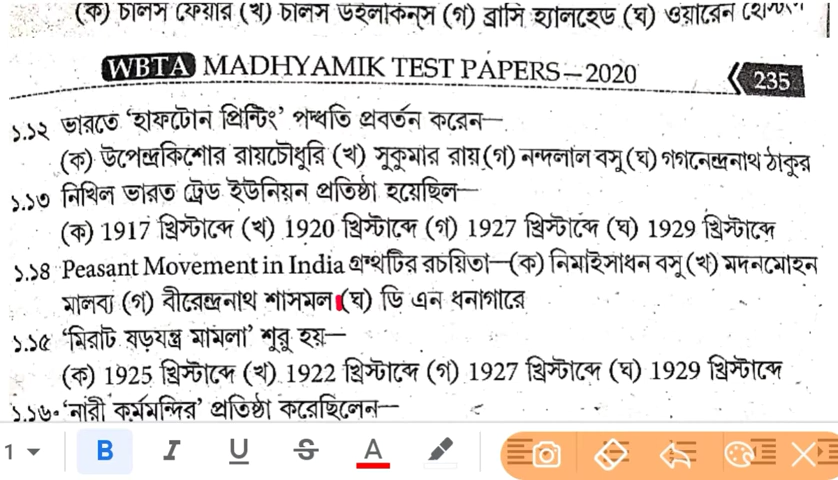 (ক) চার্লস ফেয়ার (খ) চার্লস উইলকিন্স (গ) ব্রাসি হ্যালহেড (ঘ) ওয়ারেন
WBTA MADHYAMIK TEST PAPERS—2020 235
১.১২ ভারতে ‘হাফটোন প্রিন্টিং’ পদ্ধতি প্রবর্তন করেন—
(ক) উপেন্দ্রকিশোর রায়চৌধুরি (খ) সুকুমার রায় (গ) নন্দলাল বসু (ঘ) গগনেন্দ্রনাথ ঠাকুর
১.১৩ নিখিল ভারত ট্রেড ইউনিয়ন প্রতিষ্ঠা হয়েছিল—
(ক) 1917 খ্রিস্টাব্দে (খ) 1920 খ্রিস্টাব্দে (গ) 1927 খ্রিস্টাব্দে (ঘ) 1929 খ্রিস্টাব্দে
১.১৪ Peasant Movement in India গ্রন্থটির রচয়িতা—(ক) নিমাইসাধন বসু (খ) মদনমোহন
মালব্য (গ) বীরেন্দ্রনাথ শাসমল (ঘ) ডি এন ধনাগারে
১.১৫ ‘মিরাট ষড়যন্ত্র মামলা’ শুরু হয়—
(ক) 1925 খ্রিস্টাব্দে (খ) 1922 খ্রিস্টাব্দে (গ) 1927 খ্রিস্টাব্দে (ঘ) 1929 খ্রিস্টাব্দে
১.১৬ ‘নারী কর্মমন্দির’ প্রতিষ্ঠা করেছিলেন—
1 B I U S A